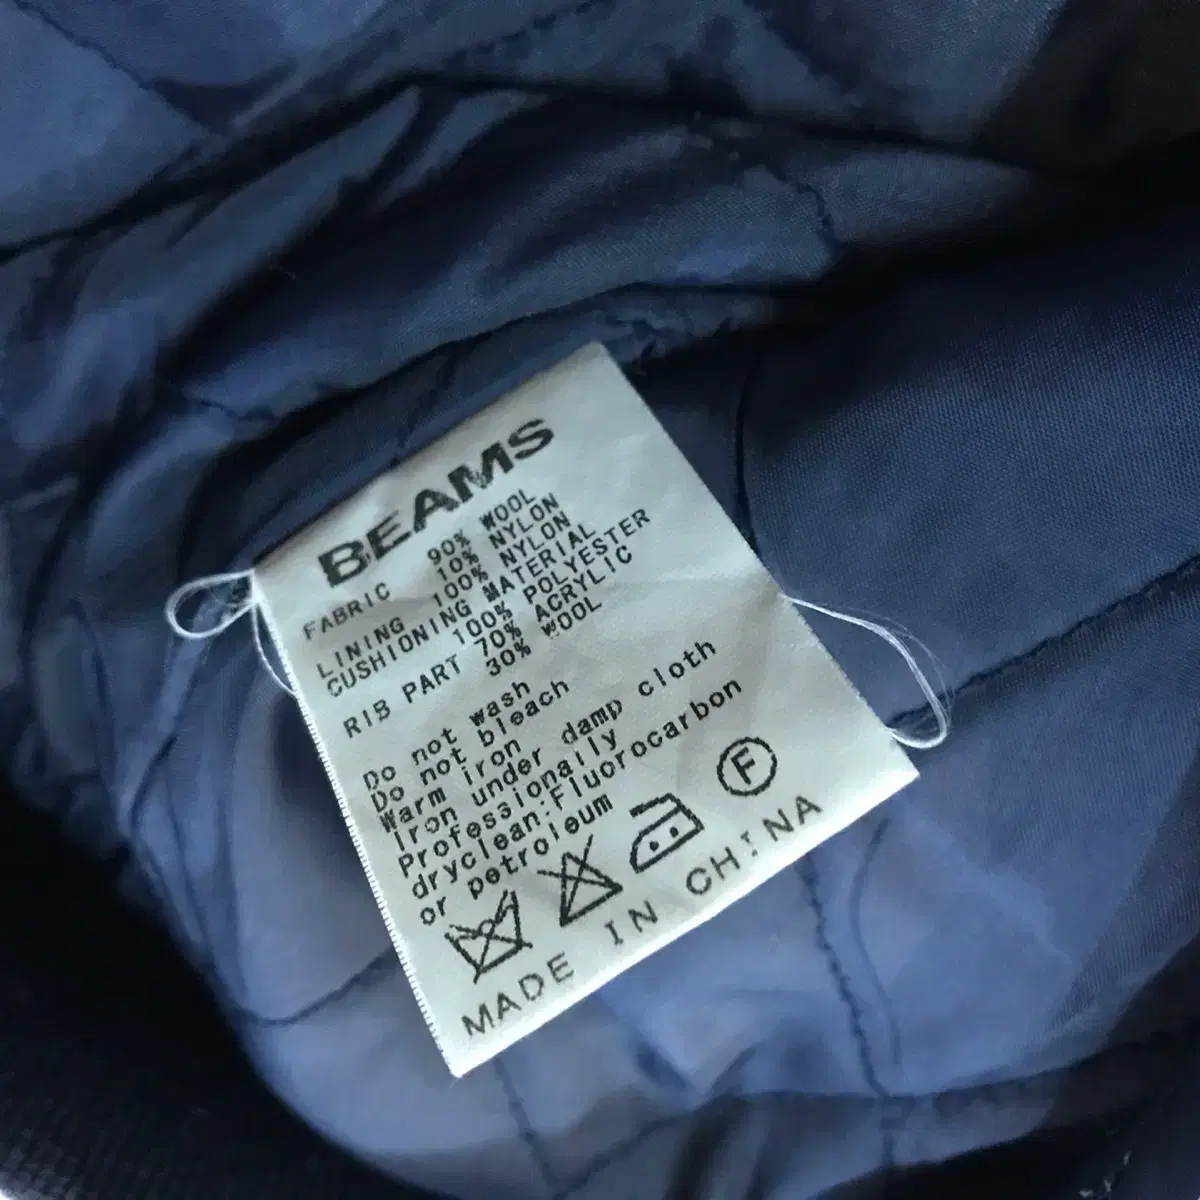 BEAMS
FABRIC 90% WOOL
10% NYLON
LINING 100% NYLON
CUSHIONING MATERIAL
100% POLYESTER
RIB PART 70% ACRYLIC
30% WOOL
Do not wash
Do not bleach
Warm iron
Iron under damp cloth
Professionally
dryclean:Fluorocarbon
or petroleum
F
MADE IN CHINA